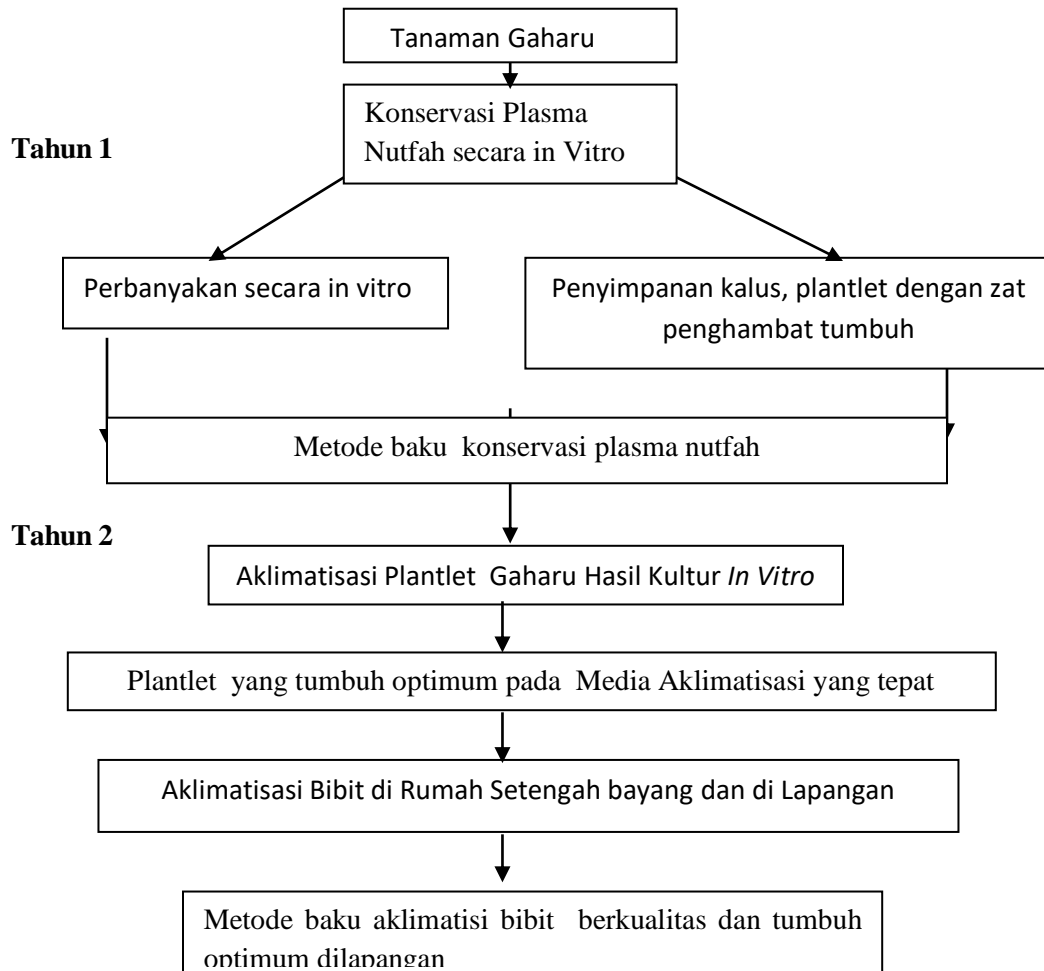 Tanaman Gaharu
Konservasi Plasma
Nutfah secara in Vitro
Tahun 1
Perbanyakan secara in vitro
Penyimpanan kalus, plantlet dengan zat
penghambat tumbuh
Metode baku konservasi plasma nutfah
Tahun 2
Aklimatisasi Plantlet Gaharu Hasil Kultur In Vitro
Plantlet yang tumbuh optimum pada Media Aklimatisasi yang tepat
Aklimatisasi Bibit di Rumah Setengah bayang dan di Lapangan
Metode baku aklimatisi bibit berkualitas dan tumbuh
optimum dilapangan